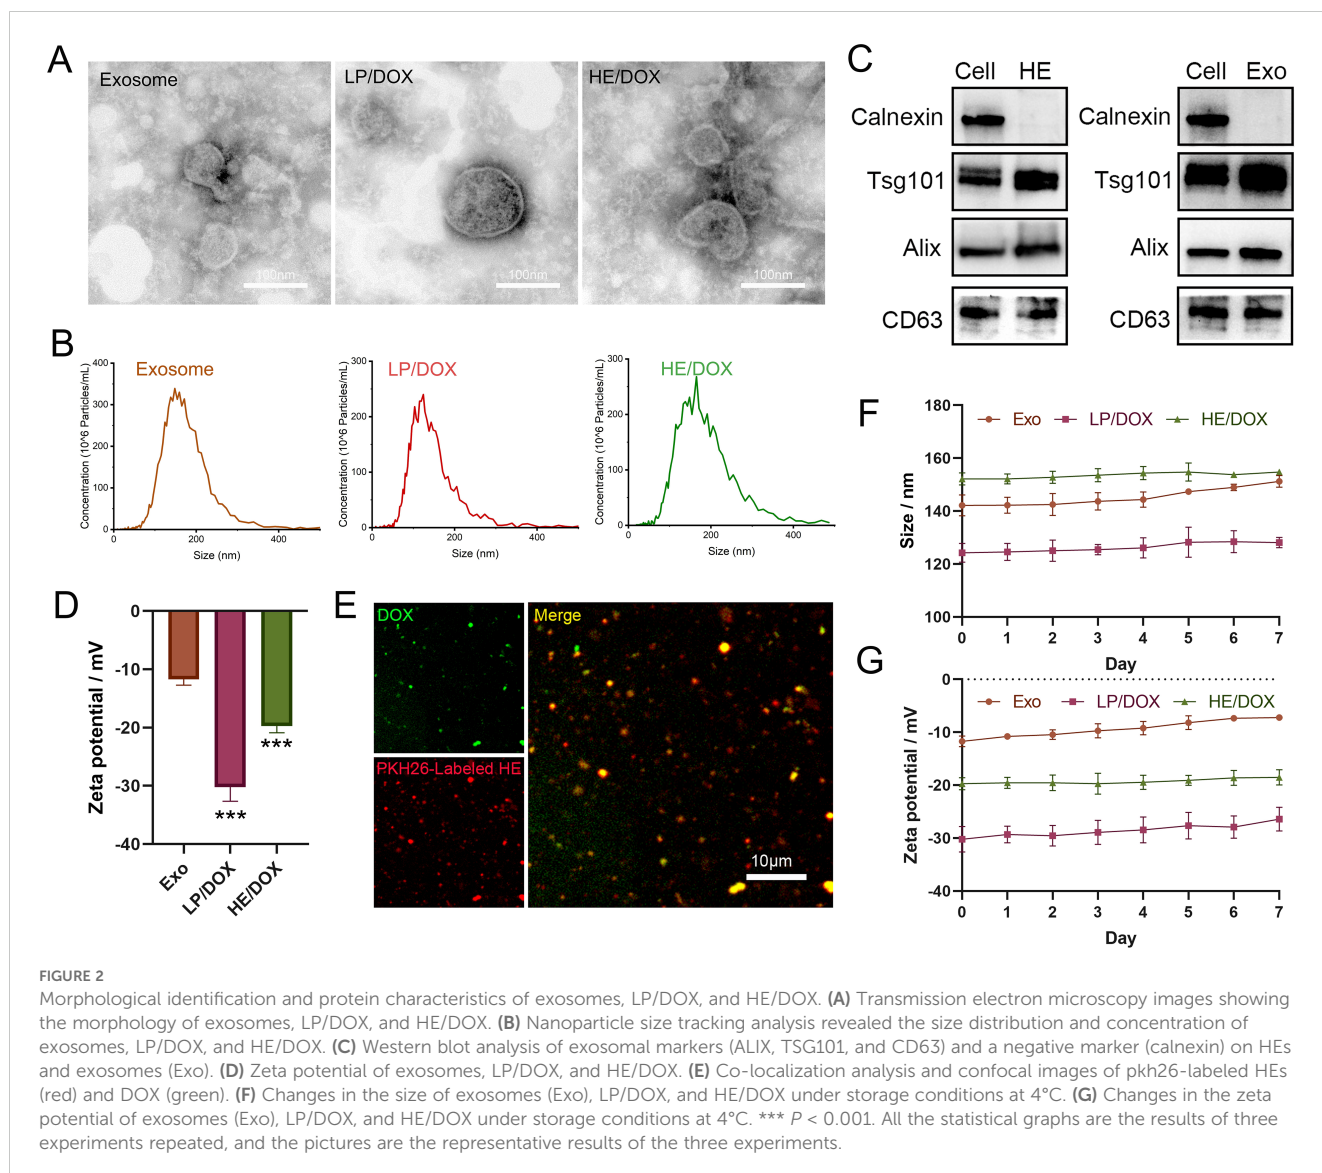 A
Exosome
LP/DOX
HE/DOX
100nm
100nm
100nm
B
Exosome
Concentration (10^6 Particles/mL)
400
300
200
100
0
0
200
400
Size (nm)
LP/DOX
Concentration (10^6 Particles/mL)
300
200
100
0
0
200
400
Size (nm)
HE/DOX
Concentration (10^6 Particles/mL)
300
200
100
0
0
200
400
Size (nm)
C
Cell HE
Calnexin
Tsg101
Alix
CD63
Cell Exo
Calnexin
Tsg101
Alix
CD63
D
Zeta potential / mV
0
-10
-20
-30
-40
***
***
Exo
LP/DOX
HE/DOX
E
DOX
PKH26-Labeled HE
Merge
10μm
F
Size / nm
180
160
140
120
100
Exo LP/DOX HE/DOX
0 1 2 3 4 5 6 7
Day
G
Zeta potential / mV
0
-10
-20
-30
-40
Exo LP/DOX HE/DOX
0 1 2 3 4 5 6 7
Day
FIGURE 2
Morphological identification and protein characteristics of exosomes, LP/DOX, and HE/DOX. (A) Transmission electron microscopy images showing
the morphology of exosomes, LP/DOX, and HE/DOX. (B) Nanoparticle size tracking analysis revealed the size distribution and concentration of
exosomes, LP/DOX, and HE/DOX. (C) Western blot analysis of exosomal markers (ALIX, TSG101, and CD63) and a negative marker (calnexin) on HEs
and exosomes (Exo). (D) Zeta potential of exosomes, LP/DOX, and HE/DOX. (E) Co-localization analysis and confocal images of pkh26-labeled HEs
(red) and DOX (green). (F) Changes in the size of exosomes (Exo), LP/DOX, and HE/DOX under storage conditions at 4°C. (G) Changes in the zeta
potential of exosomes (Exo), LP/DOX, and HE/DOX under storage conditions at 4°C. *** P < 0.001. All the statistical graphs are the results of three
experiments repeated, and the pictures are the representative results of the three experiments.